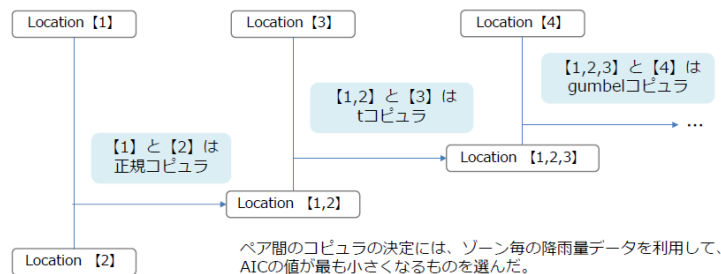 Location 【1】
Location 【3】
Location 【4】
【1,2,3】と【4】は
gumbelコピュラ
【1,2】と【3】は
tコピュラ
…
【1】と【2】は
正規コピュラ
Location 【1,2,3】
Location 【1,2】
Location 【2】
ペア間のコピュラの決定には、ゾーン毎の降雨量データを利用して、
AICの値が最も小さくなるものを選んだ。